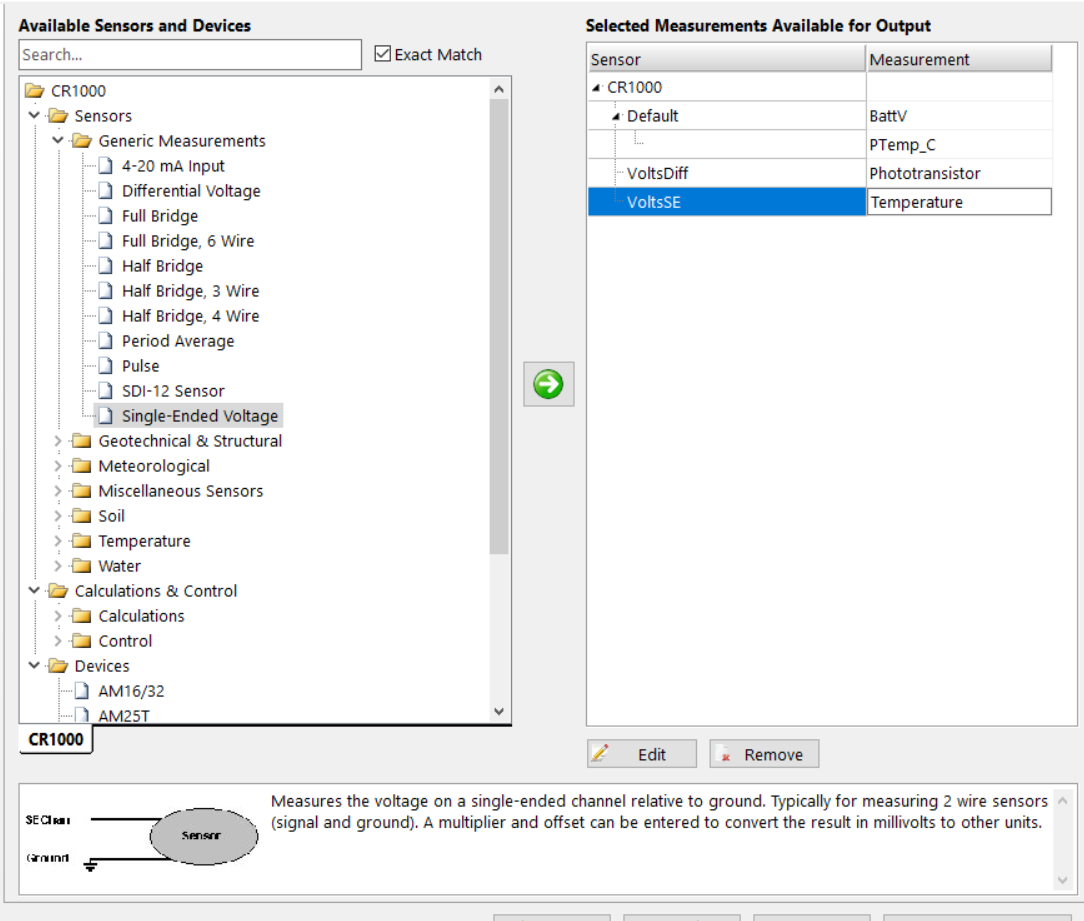 Available Sensors and Devices
Search...
Exact Match
CR1000
Sensors
Generic Measurements
4-20 mA Input
Differential Voltage
Full Bridge
Full Bridge, 6 Wire
Half Bridge
Half Bridge, 3 Wire
Half Bridge, 4 Wire
Period Average
Pulse
SDI-12 Sensor
Single-Ended Voltage
Geotechnical & Structural
Meteorological
Miscellaneous Sensors
Soil
Temperature
Water
Calculations & Control
Calculations
Control
Devices
AM16/32
AM25T
CR1000
Selected Measurements Available for Output
Sensor Measurement
CR1000
Default BattV
PTemp_C
VoltsDiff Phototransistor
VoltsSE Temperature
Edit Remove
SEChan
Sensor
Ground
Measures the voltage on a single-ended channel relative to ground. Typically for measuring 2 wire sensors
(signal and ground). A multiplier and offset can be entered to convert the result in millivolts to other units.